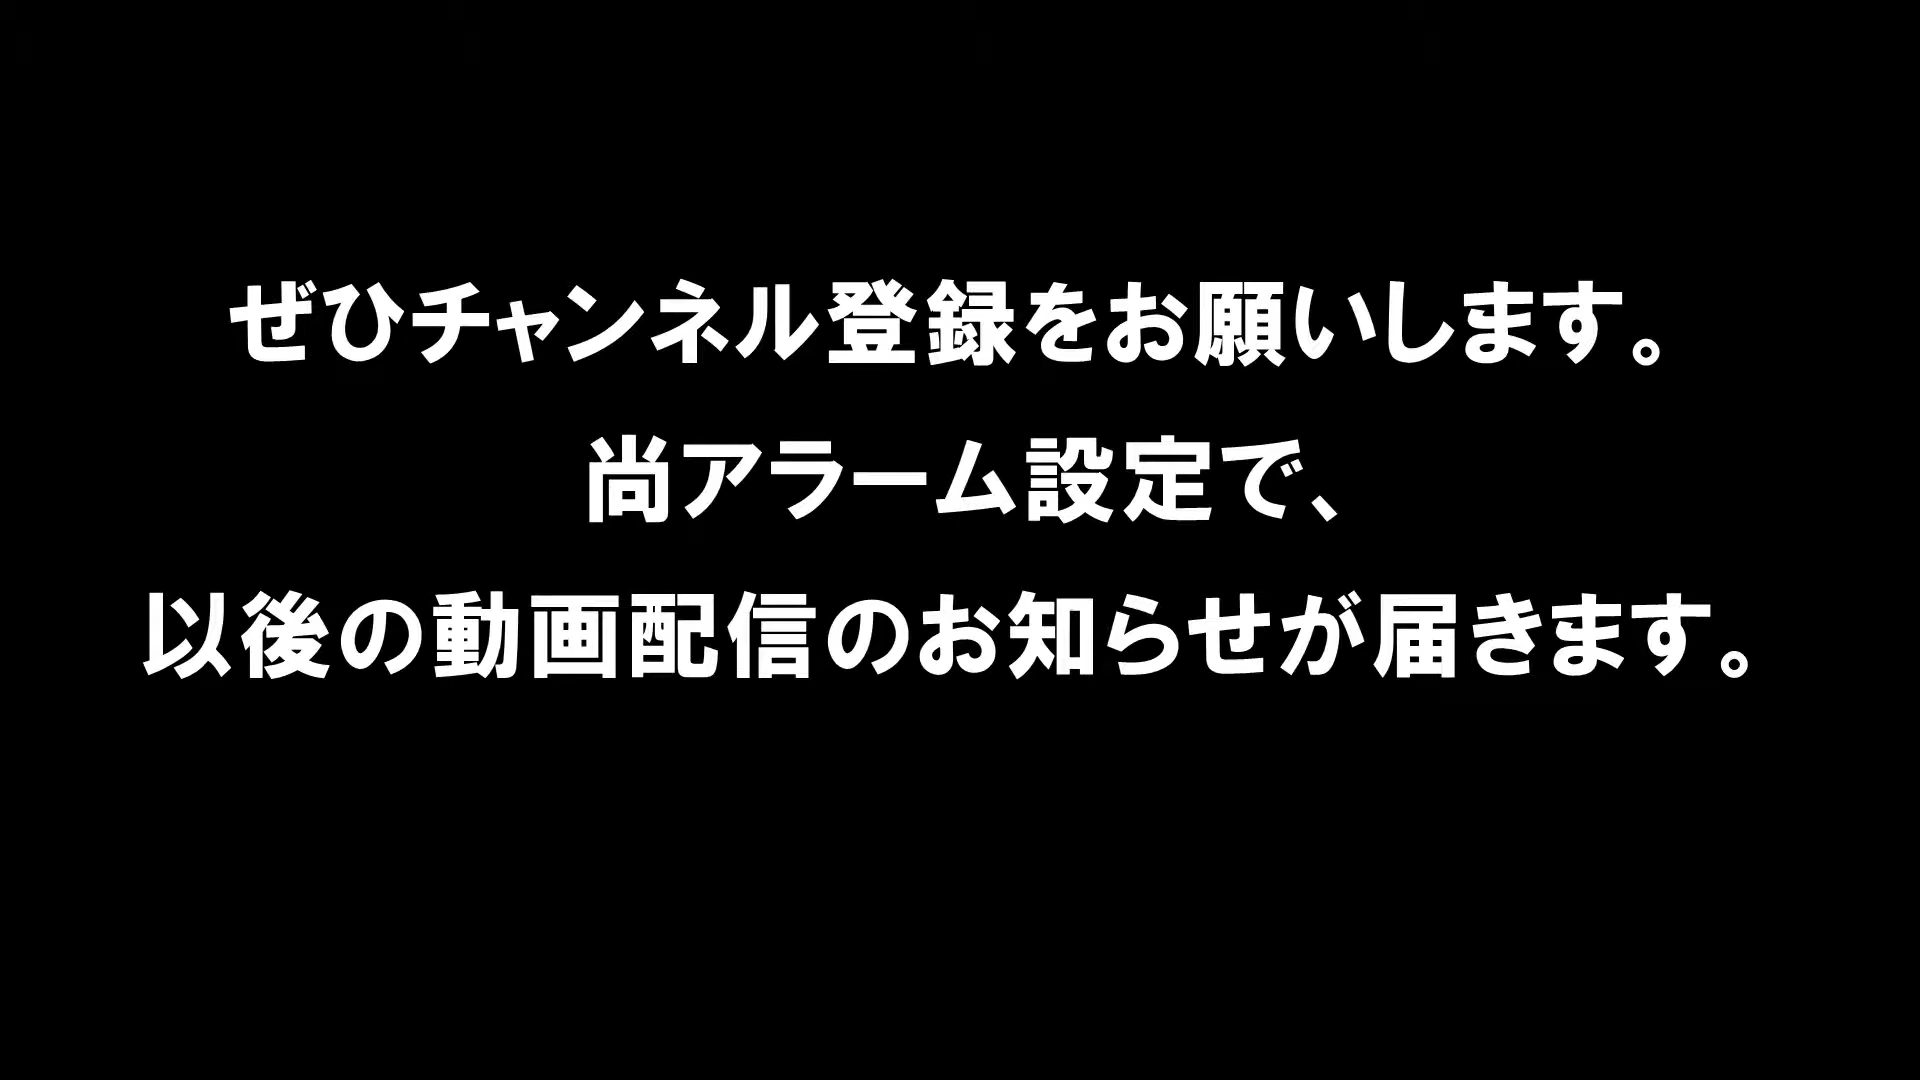 ぜひチャンネル登録をお願いします。
尚アラーム設定で、
以後の動画配信のお知らせが届きます。